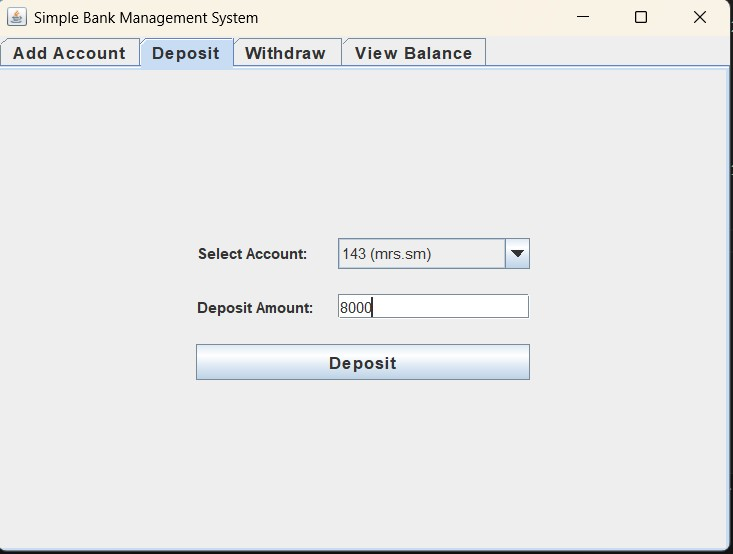 Simple Bank Management System
Add Account Deposit Withdraw View Balance
Select Account: 143 (mrs.sm)
Deposit Amount: 8000
Deposit